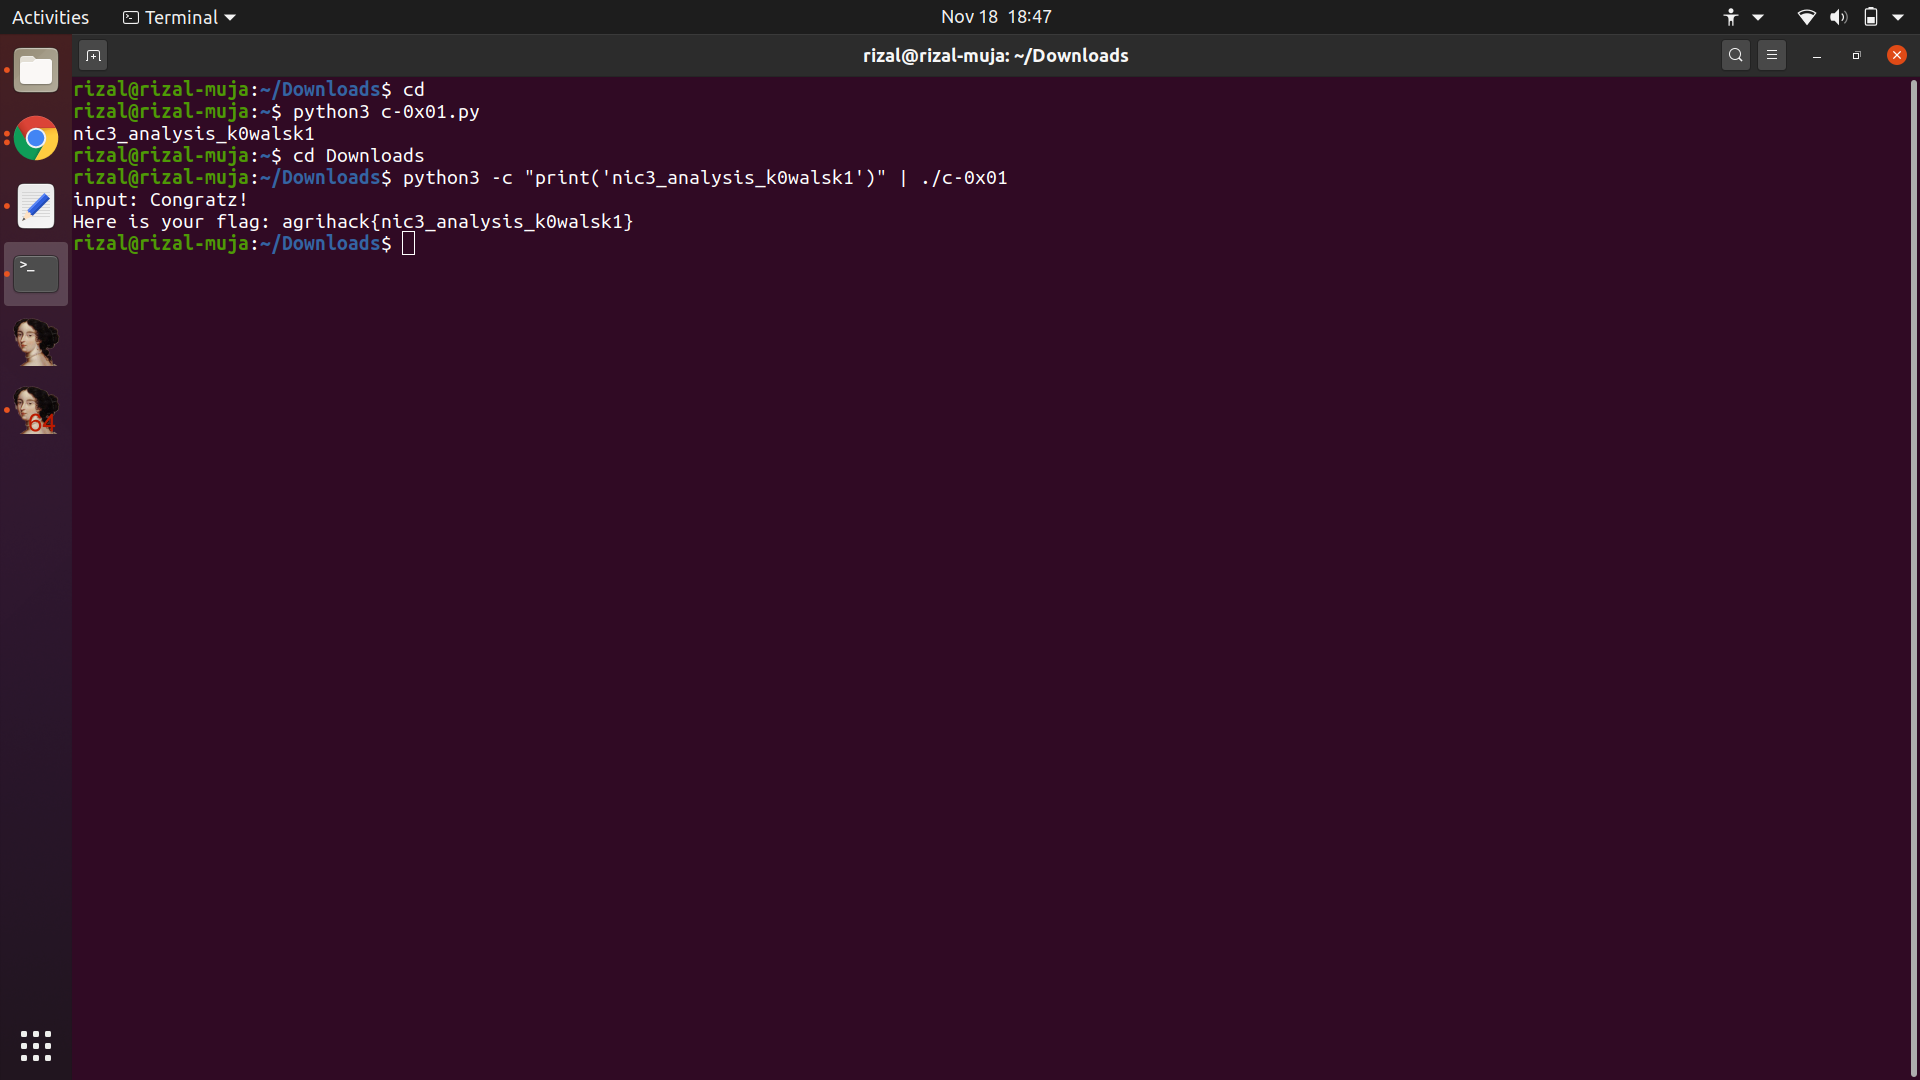 Activities Terminal Nov 18 18:47
rizal@rizal-muja: ~/Downloads
rizal@rizal-muja:~/Downloads$ cd
rizal@rizal-muja:~$ python3 c-0x01.py
nic3_analysis_k0walsk1
rizal@rizal-muja:~$ cd Downloads
rizal@rizal-muja:~/Downloads$ python3 -c "print('nic3_analysis_k0walsk1')" | ./c-0x01
input: Congratz!
Here is your flag: agrihack{nic3_analysis_k0walsk1}
rizal@rizal-muja:~/Downloads$
>_
64